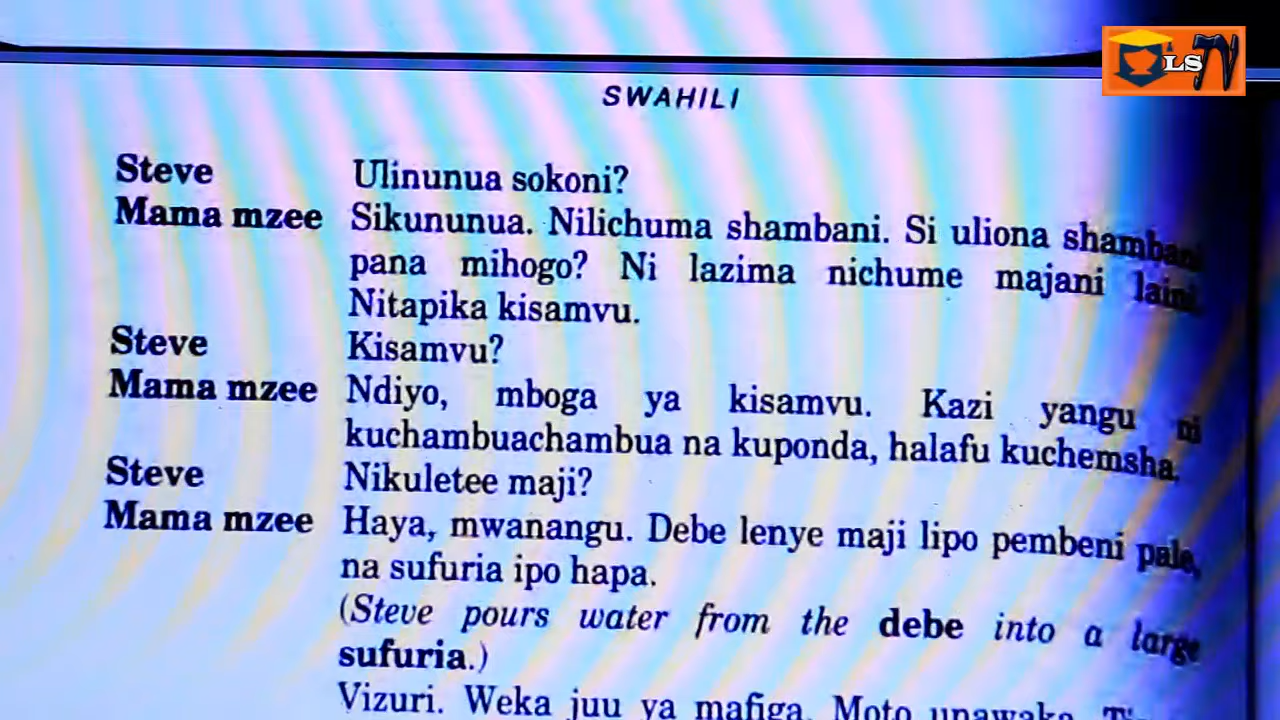 LS
SWAHILI
Steve Ulinunua sokoni?
Mama mzee Sikununua. Nilichuma shambani. Si uliona shambani
pana mihogo? Ni lazima nichume majani laini.
Nitapika kisamvu.
Steve Kisamvu?
Mama mzee Ndiyo, mboga ya kisamvu. Kazi yangu ni
kuchambuachambua na kuponda, halafu kuchemsha.
Steve Nikuletee maji?
Mama mzee Haya, mwanangu. Debe lenye maji lipo pembeni pale,
na sufuria ipo hapa.
(Steve pours water from the debe into a large
sufuria.)
Vizuri. Weka juu ya mafiga. Moto unawaka.